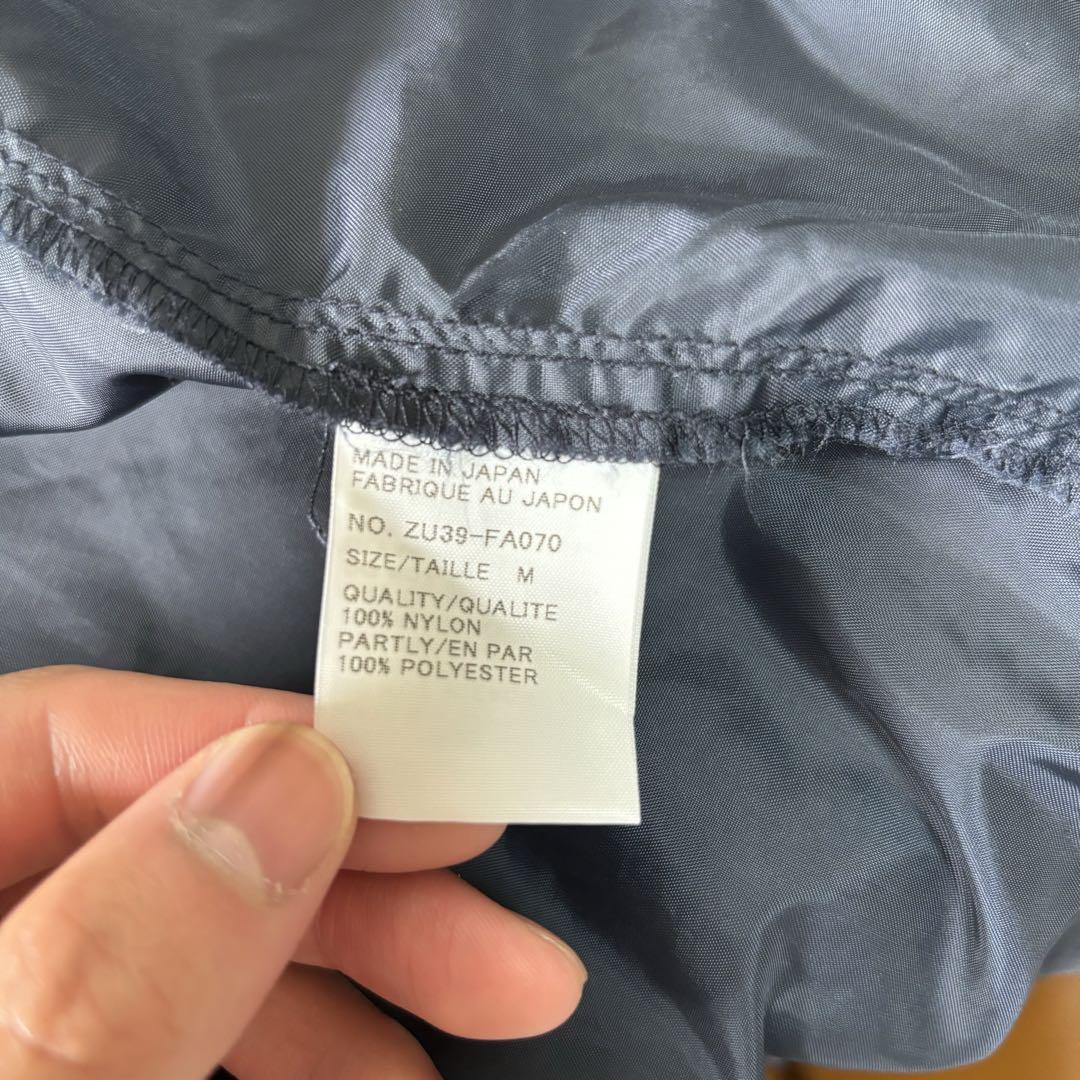 MADE IN JAPAN
FABRIQUE AU JAPON
NO. ZU39-FA070
SIZE/TAILLE M
QUALITY/QUALITE
100% NYLON
PARTLY/EN PAR
100% POLYESTER